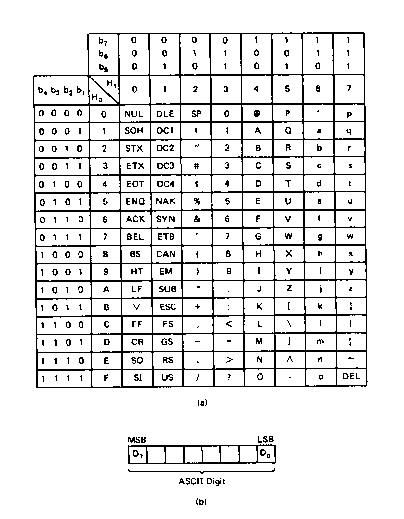 b7 0 0 0 0 1 1 1 1
b6 0 0 1 1 0 0 1 1
b5 0 1 0 1 0 1 0 1
b4 b3 b2 b1 H1 H0 0 1 2 3 4 5 6 7
0 0 0 0 0 NUL DLE SP 0 @ P ` p
0 0 0 1 1 SOH DC1 ! 1 A Q a q
0 0 1 0 2 STX DC2 " 2 B R b r
0 0 1 1 3 ETX DC3 # 3 C S c s
0 1 0 0 4 EOT DC4 $ 4 D T d t
0 1 0 1 5 ENQ NAK % 5 E U e u
0 1 1 0 6 ACK SYN & 6 F V f v
0 1 1 1 7 BEL ETB ' 7 G W g w
1 0 0 0 8 BS CAN ( 8 H X h x
1 0 0 1 9 HT EM ) 9 I Y i y
1 0 1 0 A LF SUB * J Z j z
1 0 1 1 B V ESC + K [ k {
1 1 0 0 C FF FS , < L \ l |
1 1 0 1 D CR GS - = M ] m }
1 1 1 0 E SO RS . > N ^ n ~
1 1 1 1 F SI US / ? O - o DEL
(a)
MSB LSB
D7 D0
ASCII Digit
(b)